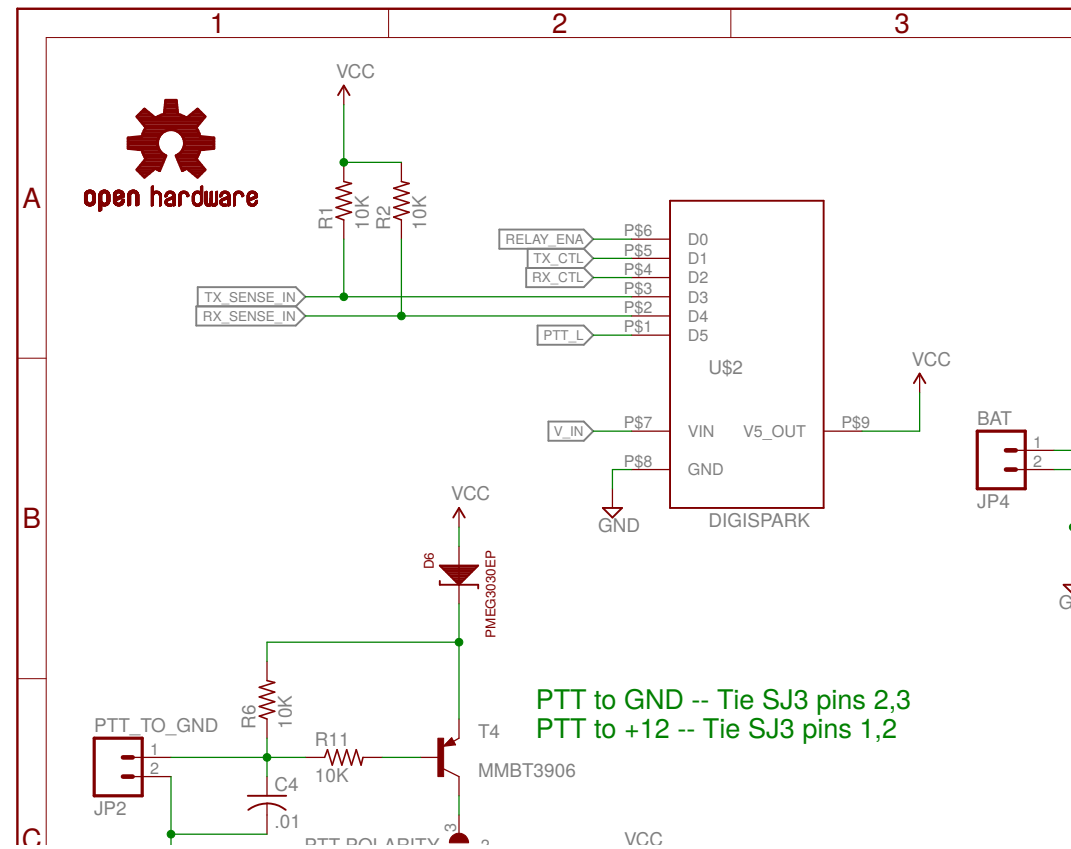 1
2
3
VCC
open hardware
A
R1
10K
R2
10K
RELAY_ENA
P$6
D0
TX_CTL
P$5
D1
RX_CTL
P$4
D2
TX_SENSE_IN
P$3
D3
RX_SENSE_IN
P$2
D4
PTT_L
P$1
D5
U$2
VCC
V_IN
P$7
VIN
V5_OUT
P$9
BAT
1
2
JP4
P$8
GND
GND
DIGISPARK
B
VCC
D6
PMEG3030EP
G
R6
10K
PTT to GND -- Tie SJ3 pins 2,3
PTT to +12 -- Tie SJ3 pins 1,2
PTT_TO_GND
1
2
JP2
R11
10K
T4
MMBT3906
C4
.01
C
PTT POLARITY
3
2
VCC